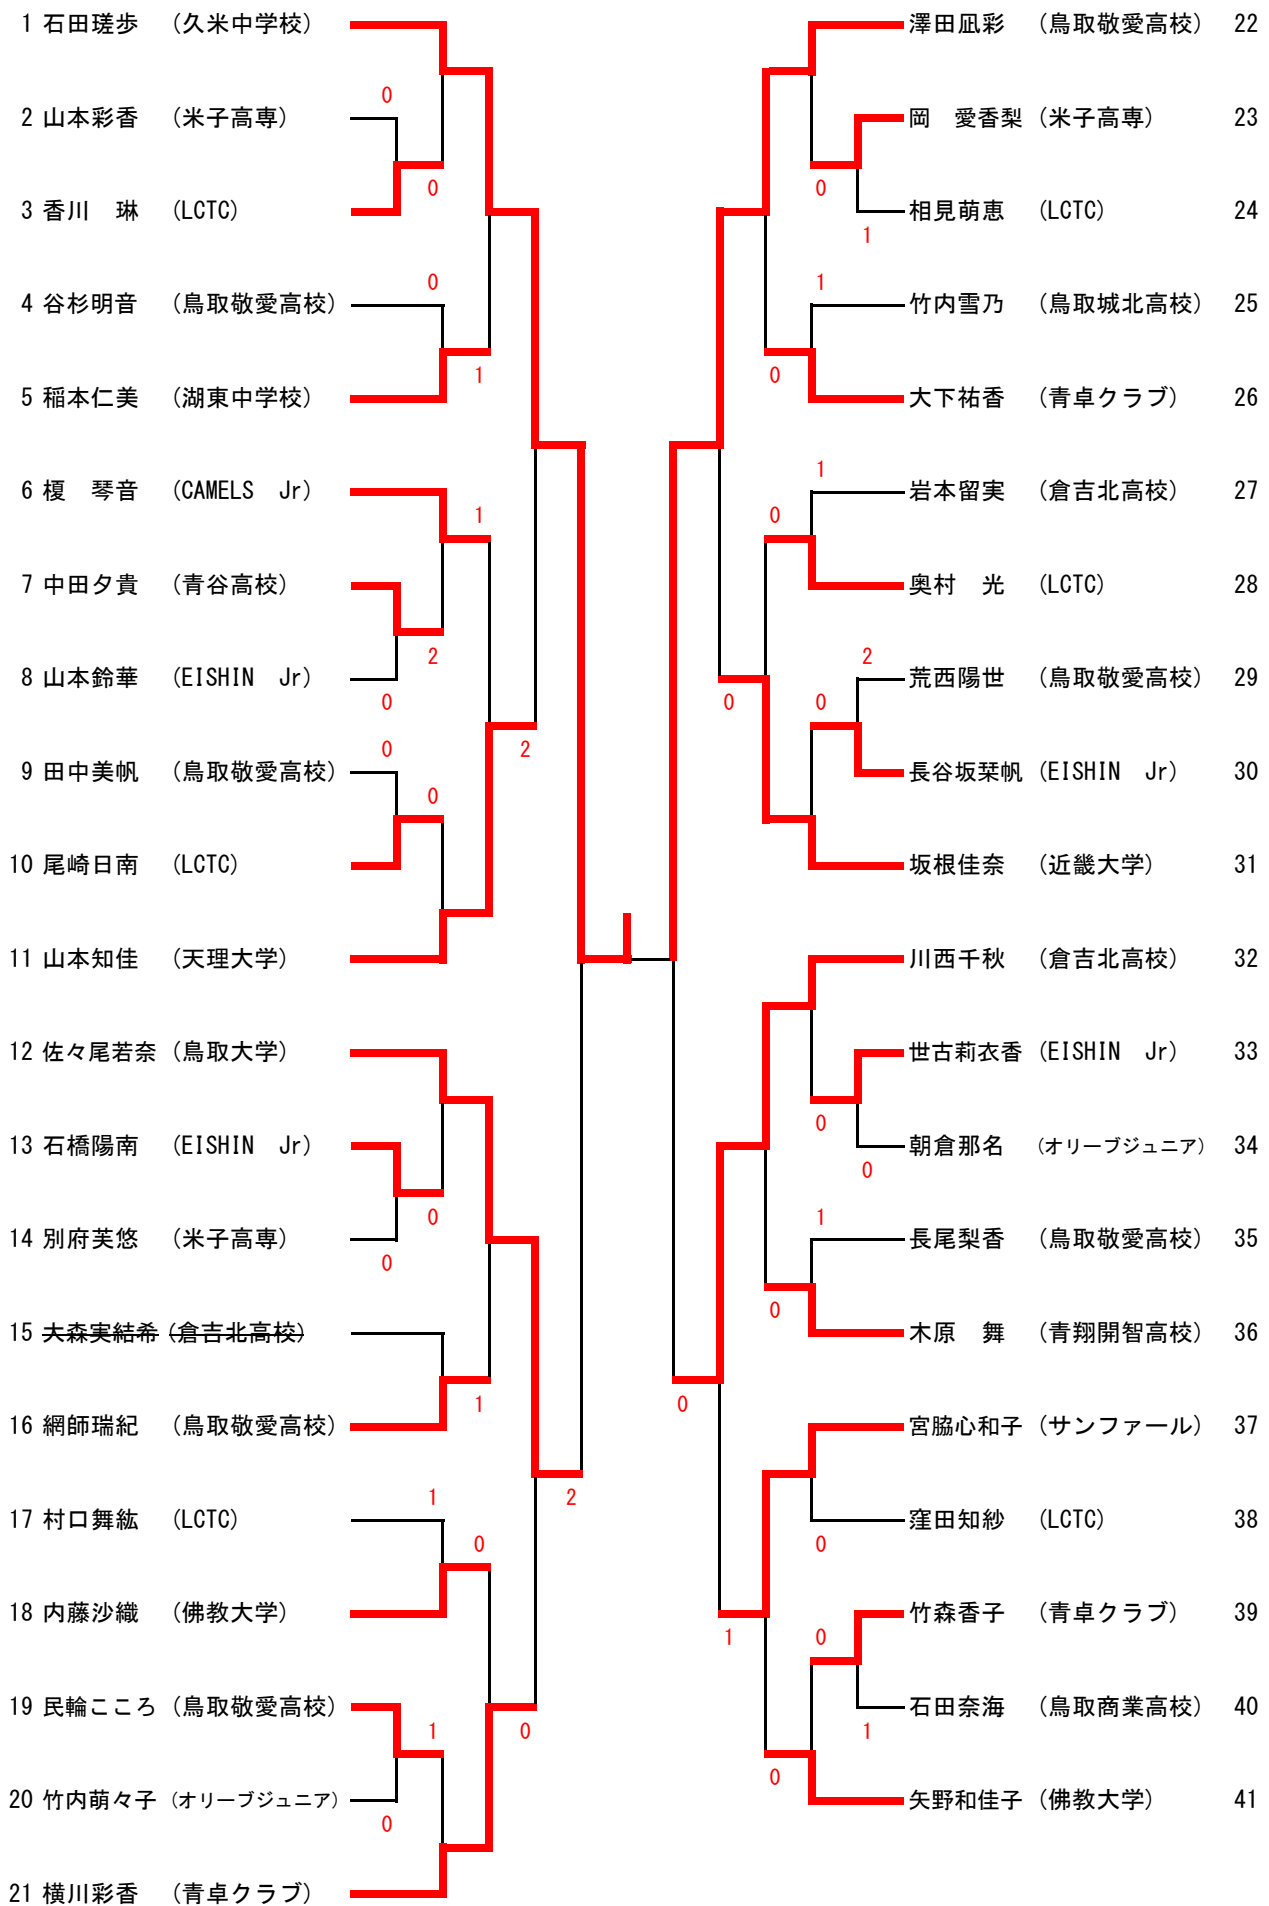 1 石田瑳歩 （久米中学校）
0
2 山本彩香 （米子高専）
0
3 香川　琳 （LCTC）
0
4 谷杉明音 （鳥取敬愛高校）
1
5 稲本仁美 （湖東中学校）
6 榎　琴音 （CAMELS　Jr）
1
7 中田夕貴 （青谷高校）
2
8 山本鈴華 （EISHIN　Jr）
0
2
0
9 田中美帆 （鳥取敬愛高校）
0
10 尾崎日南 （LCTC）
11 山本知佳 （天理大学）
12 佐々尾若奈 （鳥取大学）
13 石橋陽南 （EISHIN　Jr）
0
14 別府芙悠 （米子高専）
0
15 大森実結希 （倉吉北高校）
1
16 網師瑞紀 （鳥取敬愛高校）
1
2
17 村口舞紘 （LCTC）
0
18 内藤沙織 （佛教大学）
19 民輪こころ （鳥取敬愛高校）
1
0
20 竹内萌々子 （オリーブジュニア）
0
21 横川彩香 （青卓クラブ）
澤田凪彩 （鳥取敬愛高校） 22
岡　愛香梨 （米子高専） 23
0
相見萌恵 （LCTC） 24
1
1
竹内雪乃 （鳥取城北高校） 25
0
大下祐香 （青卓クラブ） 26
1
岩本留実 （倉吉北高校） 27
0
奥村　光 （LCTC） 28
2
荒西陽世 （鳥取敬愛高校） 29
0
0
長谷坂栞帆 （EISHIN　Jr） 30
坂根佳奈 （近畿大学） 31
川西千秋 （倉吉北高校） 32
世古莉衣香 （EISHIN　Jr） 33
0
朝倉那名 （オリーブジュニア） 34
0
1
長尾梨香 （鳥取敬愛高校） 35
0
木原　舞 （青翔開智高校） 36
0
宮脇心和子 （サンファール） 37
窪田知紗 （LCTC） 38
0
竹森香子 （青卓クラブ） 39
1
0
石田奈海 （鳥取商業高校） 40
1
0
矢野和佳子 （佛教大学） 41